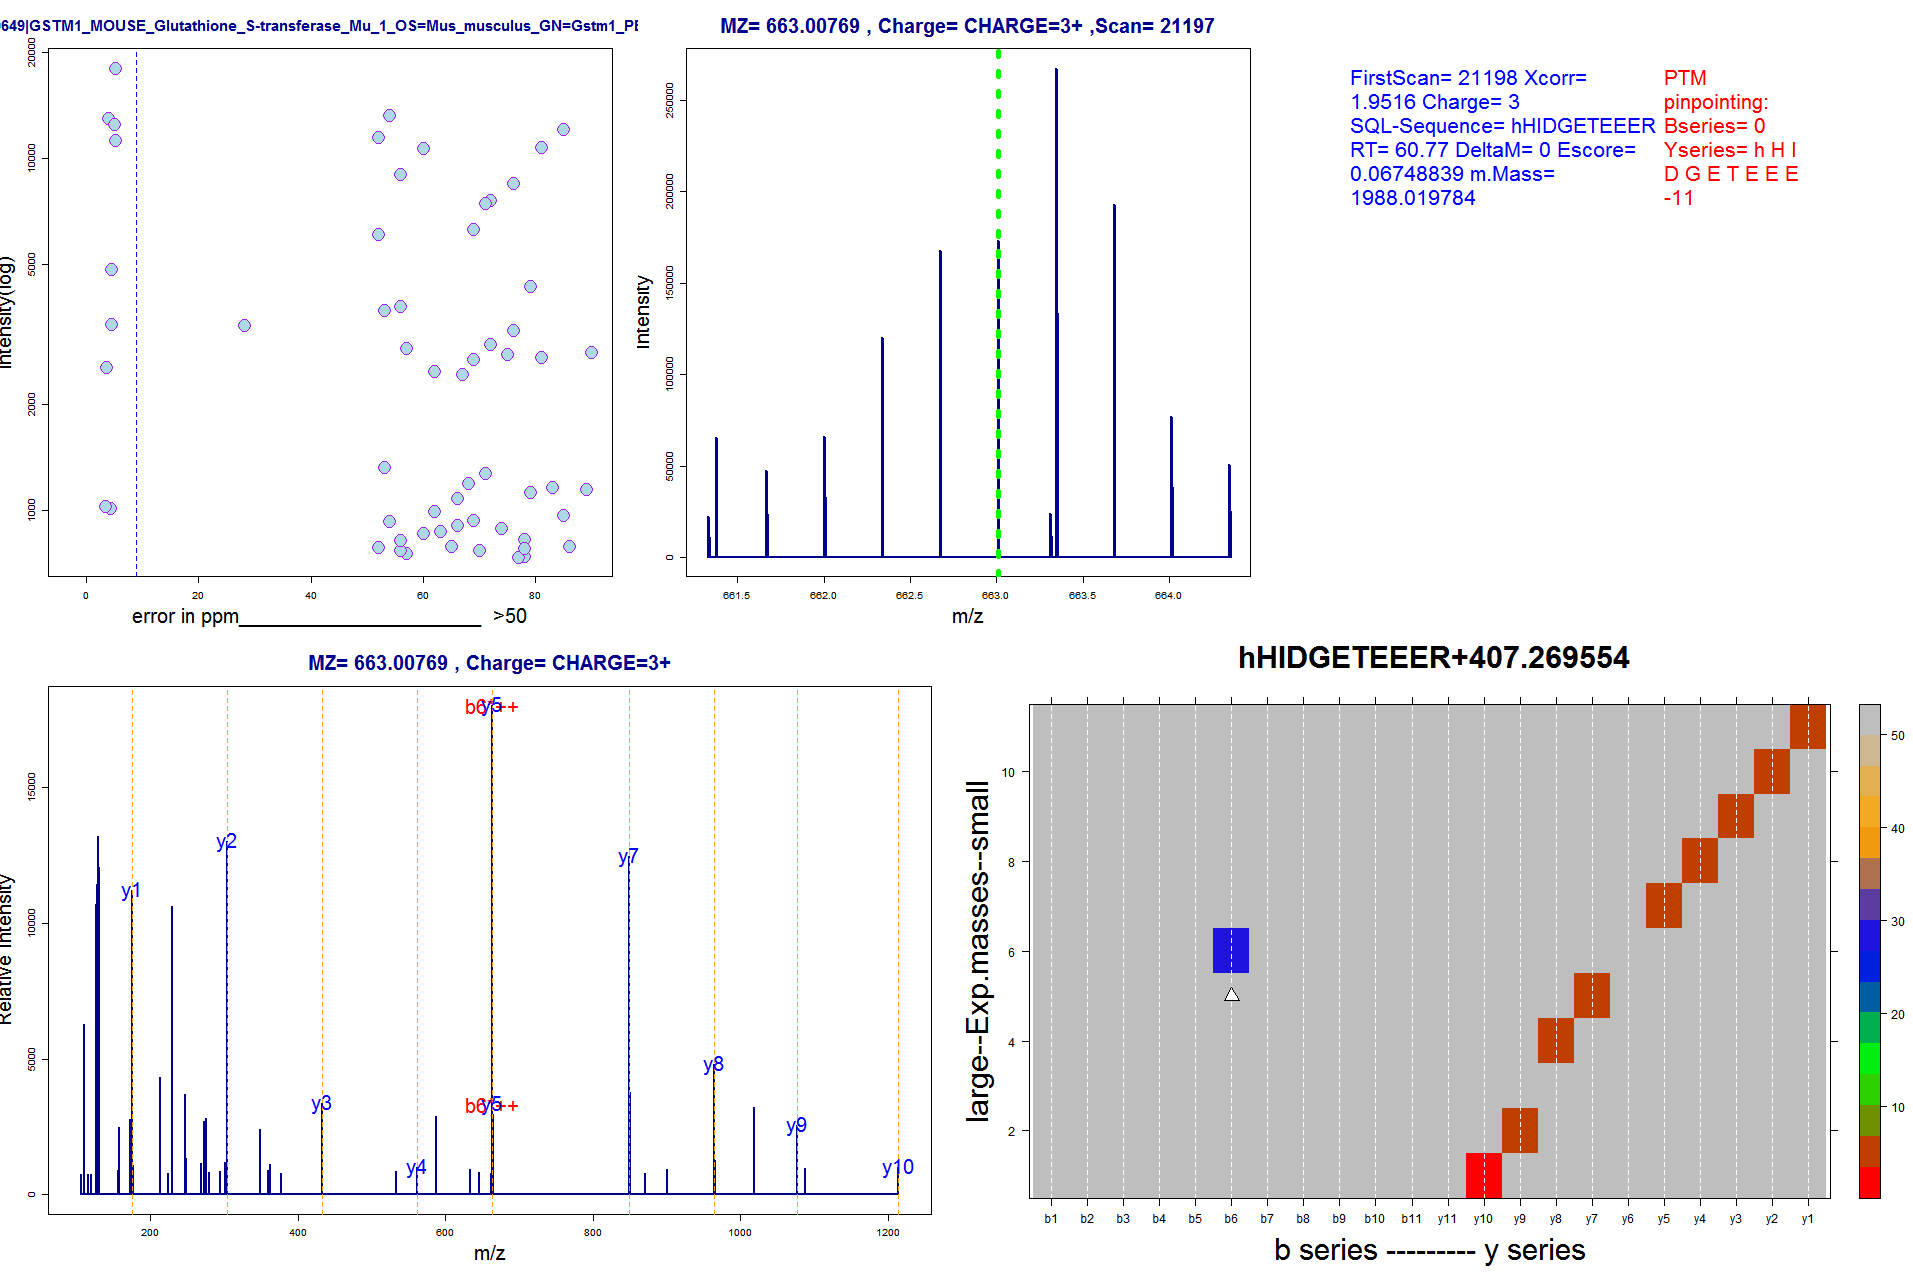 649|GSTM1_MOUSE_Glutathione_S-transferase_Mu_1_OS=Mus_musculus_GN=Gstm1_PE
20000
10000
5000
2000
1000
Intensity(log)
0 20 40 60 80
error in ppm______________________ >50
MZ= 663.00769 , Charge= CHARGE=3+ ,Scan= 21197
250000
200000
150000
100000
50000
0
Intensity
661.5 662.0 662.5 663.0 663.5 664.0
m/z
FirstScan= 21198 Xcorr=
1.9516 Charge= 3
SQL-Sequence= hHIDGETEEER
RT= 60.77 DeltaM= 0 Escore=
0.06748839 m.Mass=
1988.019784
PTM
pinpointing:
Bseries= 0
Yseries= h H I
D G E T E E E
-11
MZ= 663.00769 , Charge= CHARGE=3+
15000
10000
5000
0
Relative Intensity
y5
y2
y7
y1
y8
y3
y5
y9
y4
y10
200 400 600 800 1000 1200
m/z
hHIDGETEEER+407.269554
10
8
6
4
2
large--Exp.masses--small
b1 b2 b3 b4 b5 b6 b7 b8 b9 b10 b11 y11 y10 y9 y8 y7 y6 y5 y4 y3 y2 y1
b series --------- y series
50
40
30
20
10